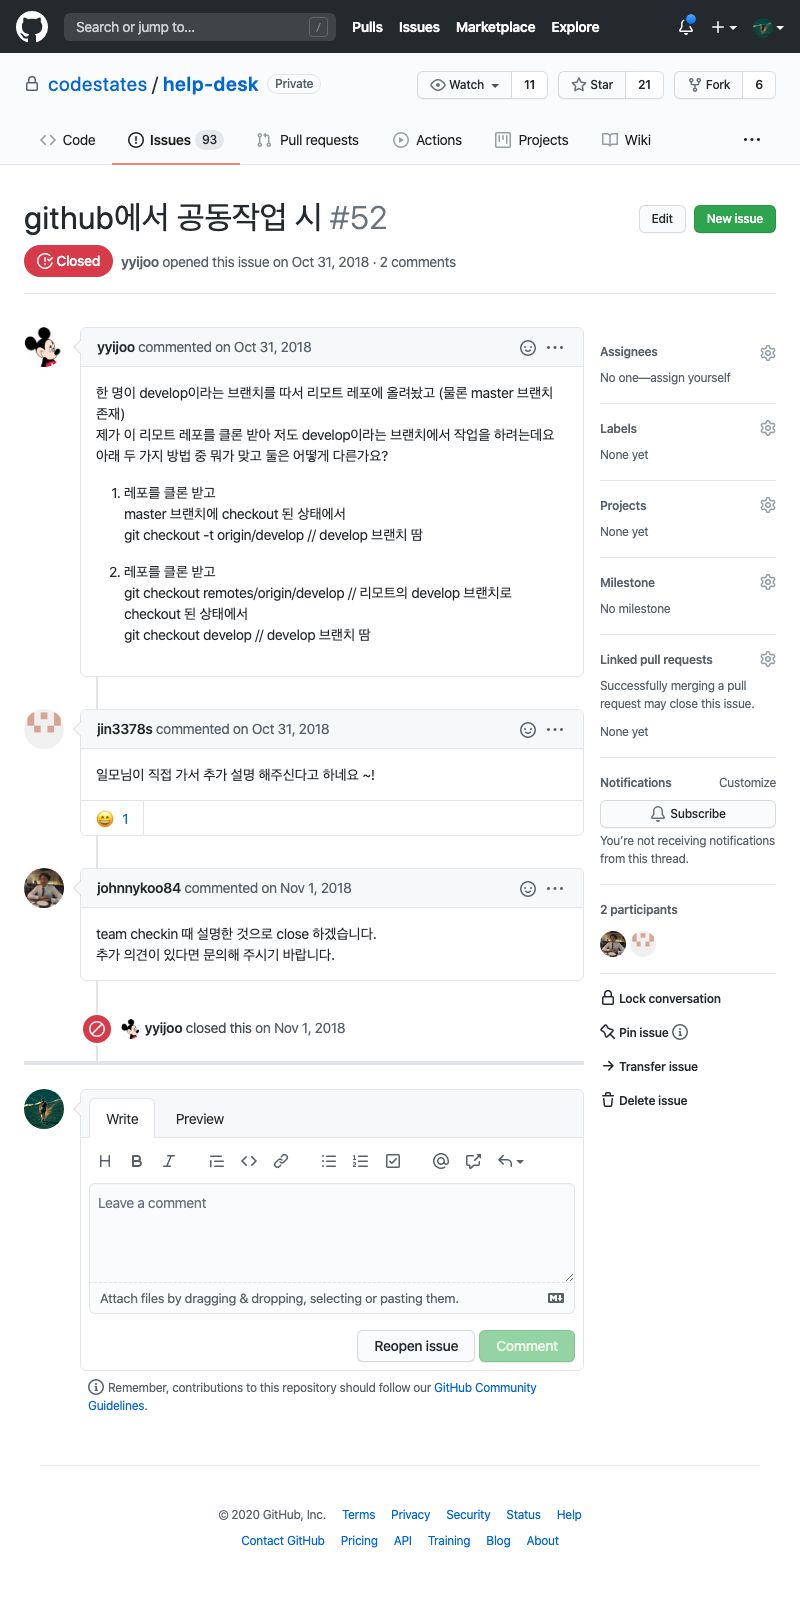 Search or jump to... /
Pulls Issues Marketplace Explore
codestates / help-desk Private
Watch 11 Star 21 Fork 6
Code Issues 93 Pull requests Actions Projects Wiki
github에서 공동작업 시 #52
Edit New issue
Closed yyijoo opened this issue on Oct 31, 2018 · 2 comments
yyijoo commented on Oct 31, 2018
한 명이 develop이라는 브랜치를 따서 리모트 레포에 올려놨고 (물론 master 브랜치
존재)
제가 이 리모트 레포를 클론 받아 저도 develop이라는 브랜치에서 작업을 하려는데요
아래 두 가지 방법 중 뭐가 맞고 둘은 어떻게 다른가요?
1. 레포를 클론 받고
master 브랜치에 checkout 된 상태에서
git checkout -t origin/develop // develop 브랜치 땀
2. 레포를 클론 받고
git checkout remotes/origin/develop // 리모트의 develop 브랜치로
checkout 된 상태에서
git checkout develop // develop 브랜치 땀
jin3378s commented on Oct 31, 2018
일모님이 직접 가서 추가 설명 해주신다고 하네요 ~!
😄 1
johnnykoo84 commented on Nov 1, 2018
team checkin 때 설명한 것으로 close 하겠습니다.
추가 의견이 있다면 문의해 주시기 바랍니다.
yyijoo closed this on Nov 1, 2018
Write Preview
Leave a comment
Attach files by dragging & dropping, selecting or pasting them.
Reopen issue Comment
Remember, contributions to this repository should follow our GitHub Community
Guidelines.
Assignees
No one—assign yourself
Labels
None yet
Projects
None yet
Milestone
No milestone
Linked pull requests
Successfully merging a pull
request may close this issue.
None yet
Notifications Customize
Subscribe
You're not receiving notifications
from this thread.
2 participants
Lock conversation
Pin issue
Transfer issue
Delete issue
© 2020 GitHub, Inc. Terms Privacy Security Status Help
Contact GitHub Pricing API Training Blog About